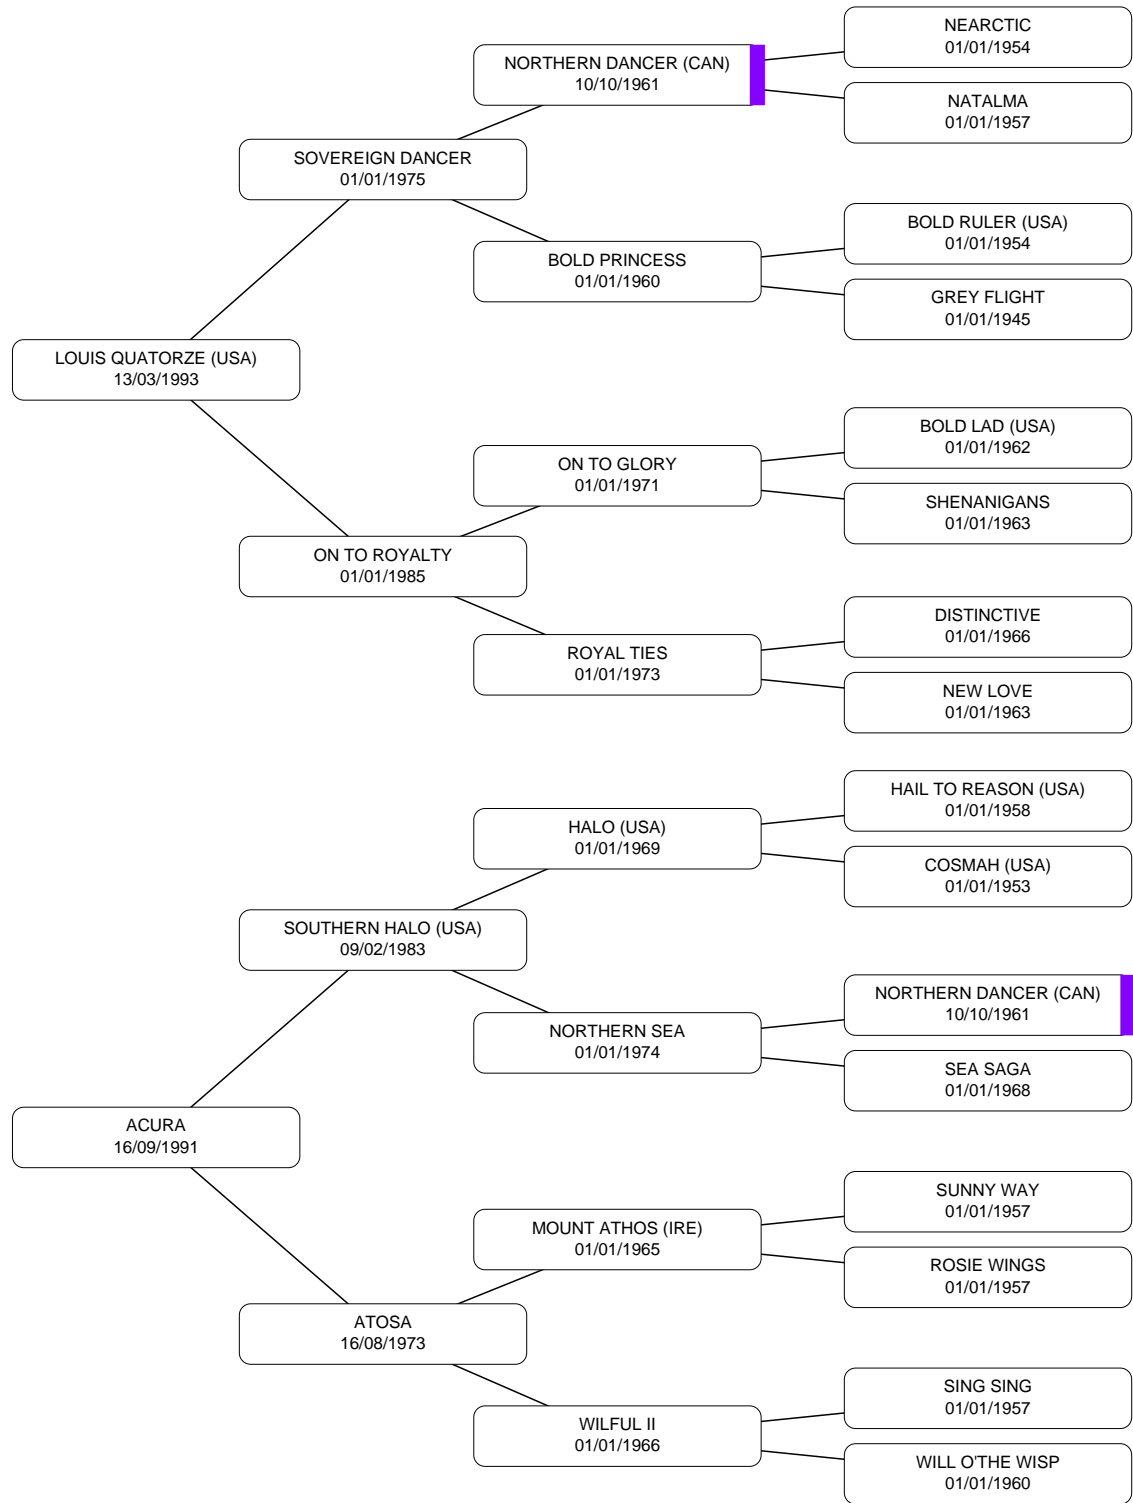 NEARCTIC
01/01/1954
NORTHERN DANCER (CAN)
10/10/1961
NATALMA
01/01/1957
SOVEREIGN DANCER
01/01/1975
BOLD RULER (USA)
01/01/1954
BOLD PRINCESS
01/01/1960
GREY FLIGHT
01/01/1945
LOUIS QUATORZE (USA)
13/03/1993
BOLD LAD (USA)
01/01/1962
ON TO GLORY
01/01/1971
SHENANIGANS
01/01/1963
ON TO ROYALTY
01/01/1985
DISTINCTIVE
01/01/1966
ROYAL TIES
01/01/1973
NEW LOVE
01/01/1963
HAIL TO REASON (USA)
01/01/1958
HALO (USA)
01/01/1969
COSMAH (USA)
01/01/1953
SOUTHERN HALO (USA)
09/02/1983
NORTHERN DANCER (CAN)
10/10/1961
NORTHERN SEA
01/01/1974
SEA SAGA
01/01/1968
ACURA
16/09/1991
SUNNY WAY
01/01/1957
MOUNT ATHOS (IRE)
01/01/1965
ROSIE WINGS
01/01/1957
ATOSA
16/08/1973
SING SING
01/01/1957
WILFUL II
01/01/1966
WILL O'THE WISP
01/01/1960